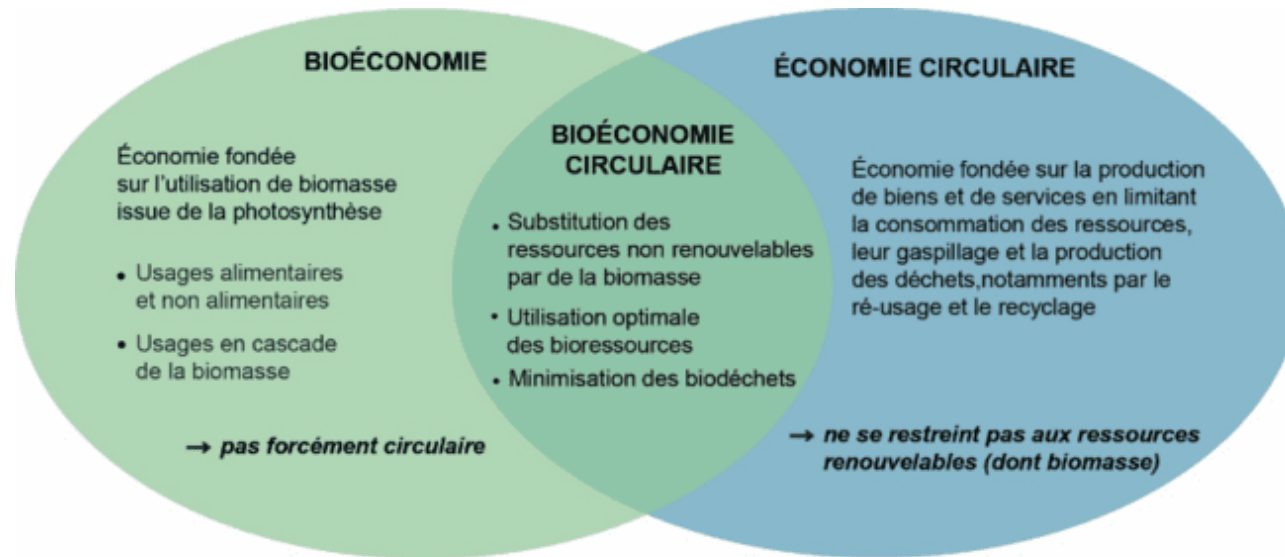 BIOÉCONOMIE
Économie fondée
sur l'utilisation de biomasse
issue de la photosynthèse
• Usages alimentaires
et non alimentaires
• Usages en cascade
de la biomasse
→ pas forcément circulaire
BIOÉCONOMIE
CIRCULAIRE
• Substitution des
ressources non renouvelables
par de la biomasse
• Utilisation optimale
des bioressources
• Minimisation des biodéchets
ÉCONOMIE CIRCULAIRE
Économie fondée sur la production
de biens et de services en limitant
la consommation des ressources,
leur gaspillage et la production
des déchets,notamments par le
ré-usage et le recyclage
→ ne se restreint pas aux ressources
renouvelables (dont biomasse)